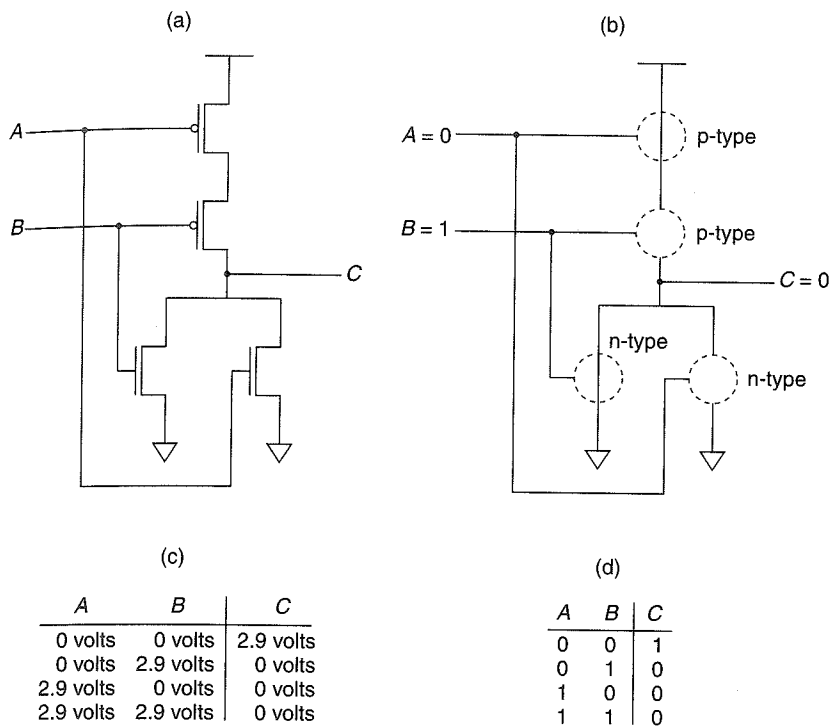 (a)
A
B
C
(b)
A = 0
p-type
B = 1
p-type
C = 0
n-type
n-type
(c)
A B C
0 volts 0 volts 2.9 volts
0 volts 2.9 volts 0 volts
2.9 volts 0 volts 0 volts
2.9 volts 2.9 volts 0 volts
(d)
A B C
0 0 1
0 1 0
1 0 0
1 1 0